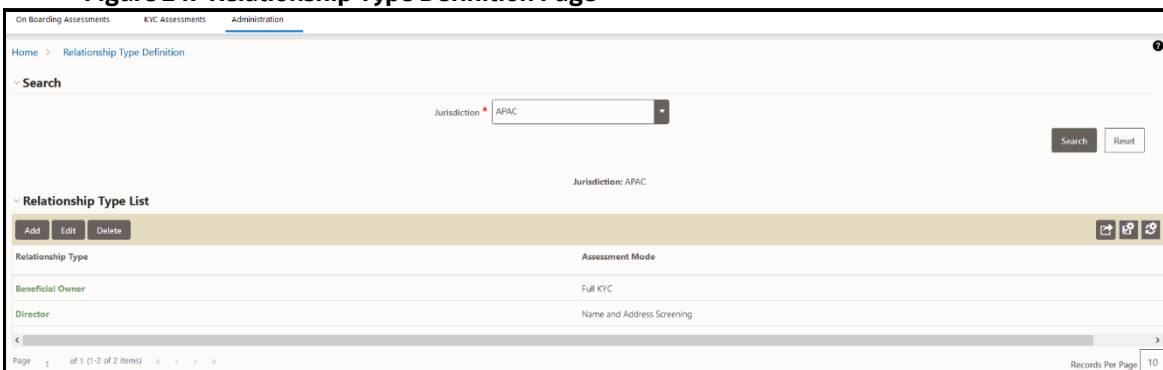 Relationship Type Definition Page
On Boarding Assessments KYC Assessments Administration
Home > Relationship Type Definition
Search
Jurisdiction * APAC
Search Reset
Jurisdiction: APAC
Relationship Type List
Add Edit Delete
Relationship Type Assessment Mode
Beneficial Owner Full KYC
Director Name and Address Screening
Page 1 of 1 (1-2 of 2 items)
Records Per Page 10